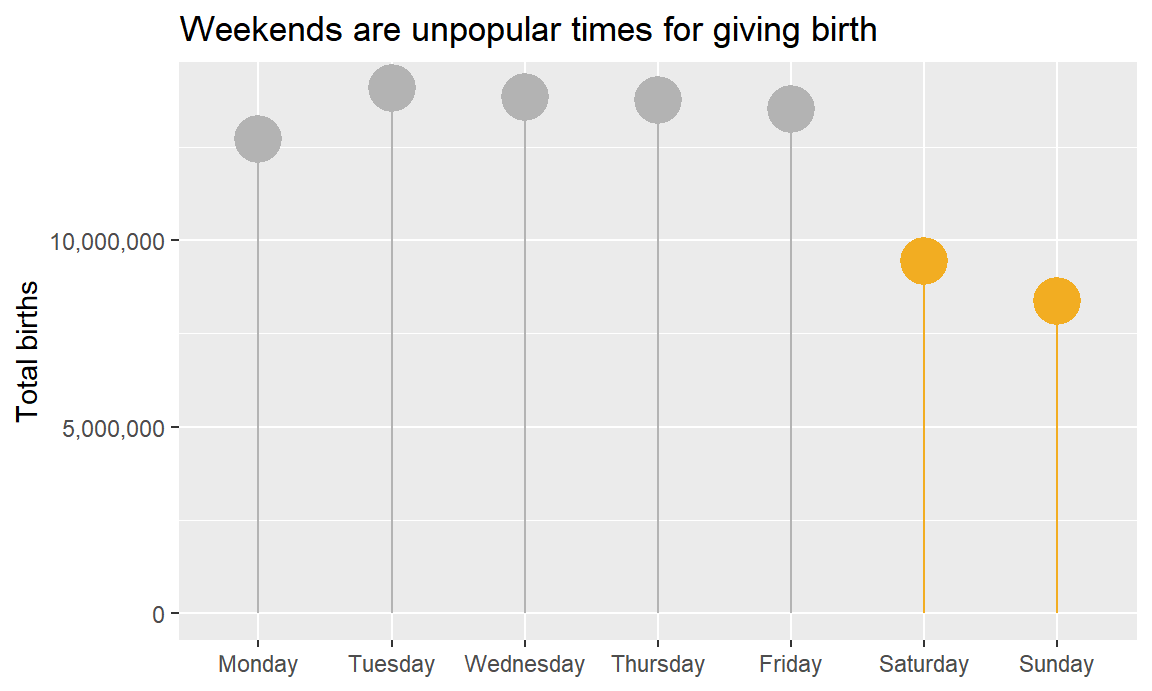 Weekends are unpopular times for giving birth
Total births
10,000,000
5,000,000
0
Monday Tuesday Wednesday Thursday Friday Saturday Sunday